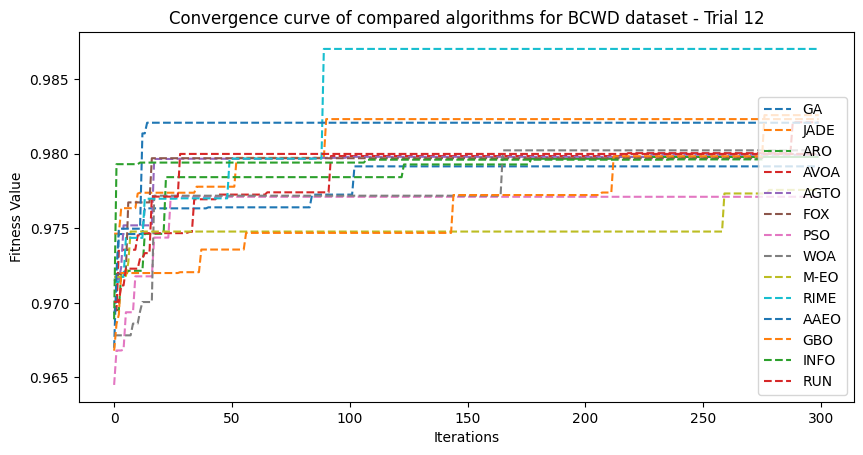 Convergence curve of compared algorithms for BCWD dataset - Trial 12
Fitness Value
0.985
0.980
0.975
0.970
0.965
0
50
100
150
200
250
300
Iterations
GA
JADE
ARO
AVOA
AGTO
FOX
PSO
WOA
M-EO
RIME
AAEO
GBO
INFO
RUN